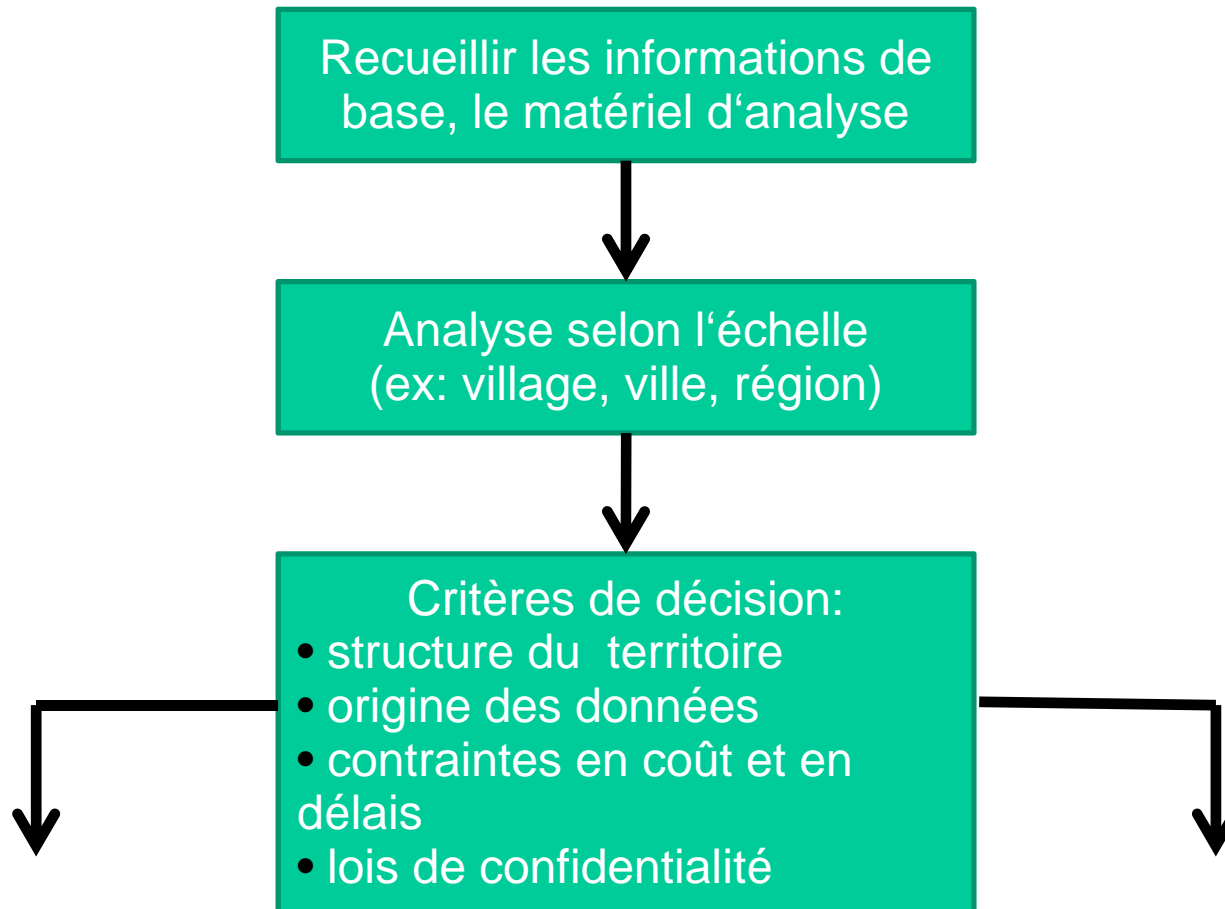 Recueillir les informations de
base, le matériel d‘analyse
Analyse selon l‘échelle
(ex: village, ville, région)
Critères de décision:
• structure du  territoire
• origine des données
• contraintes en coût et en
délais
• lois de confidentialité